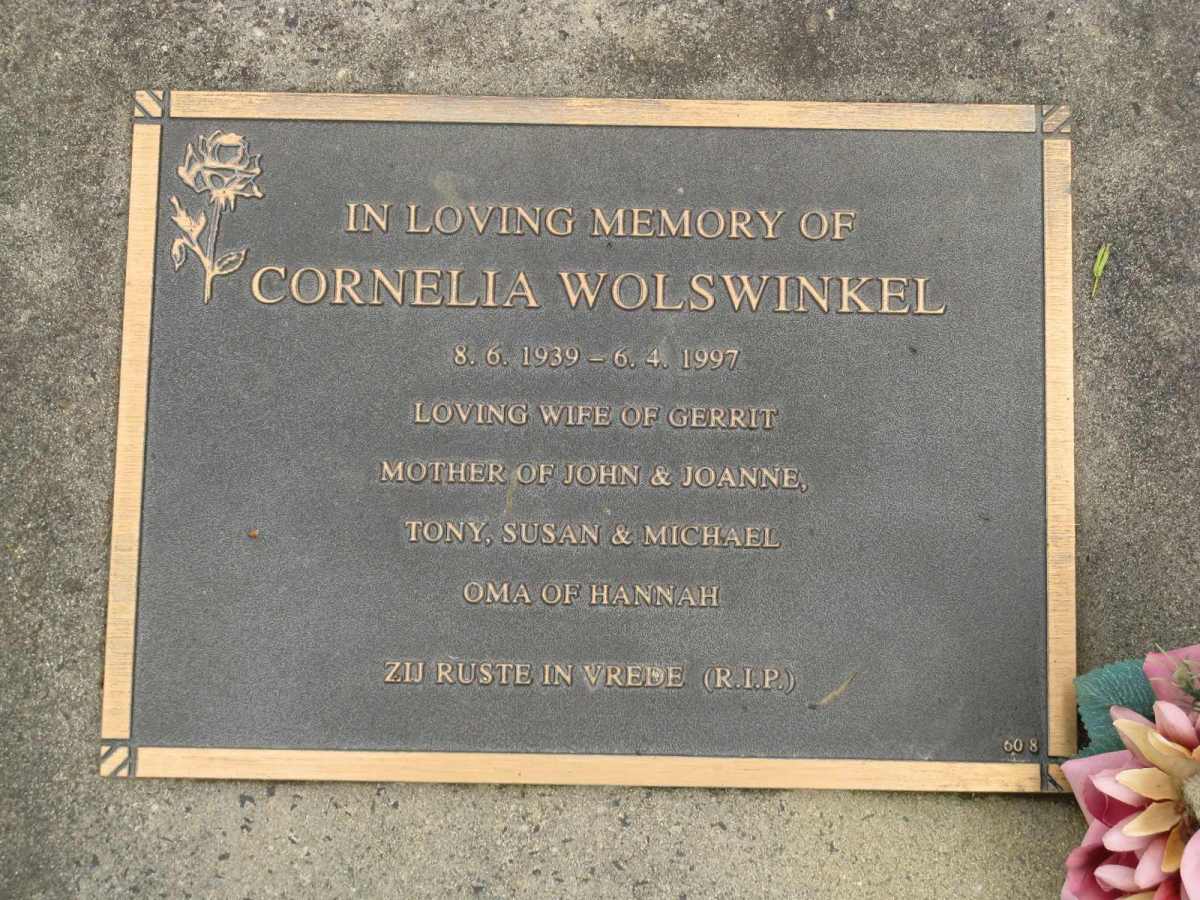 IN LOVING MEMORY OF
CORNELIA WOLSWINKEL
8. 6. 1939 – 6. 4. 1997
LOVING WIFE OF GERRIT
MOTHER OF JOHN & JOANNE,
TONY, SUSAN & MICHAEL
OMA OF HANNAH
ZIJ RUSTE IN VREDE (R.I.P.)
60 8